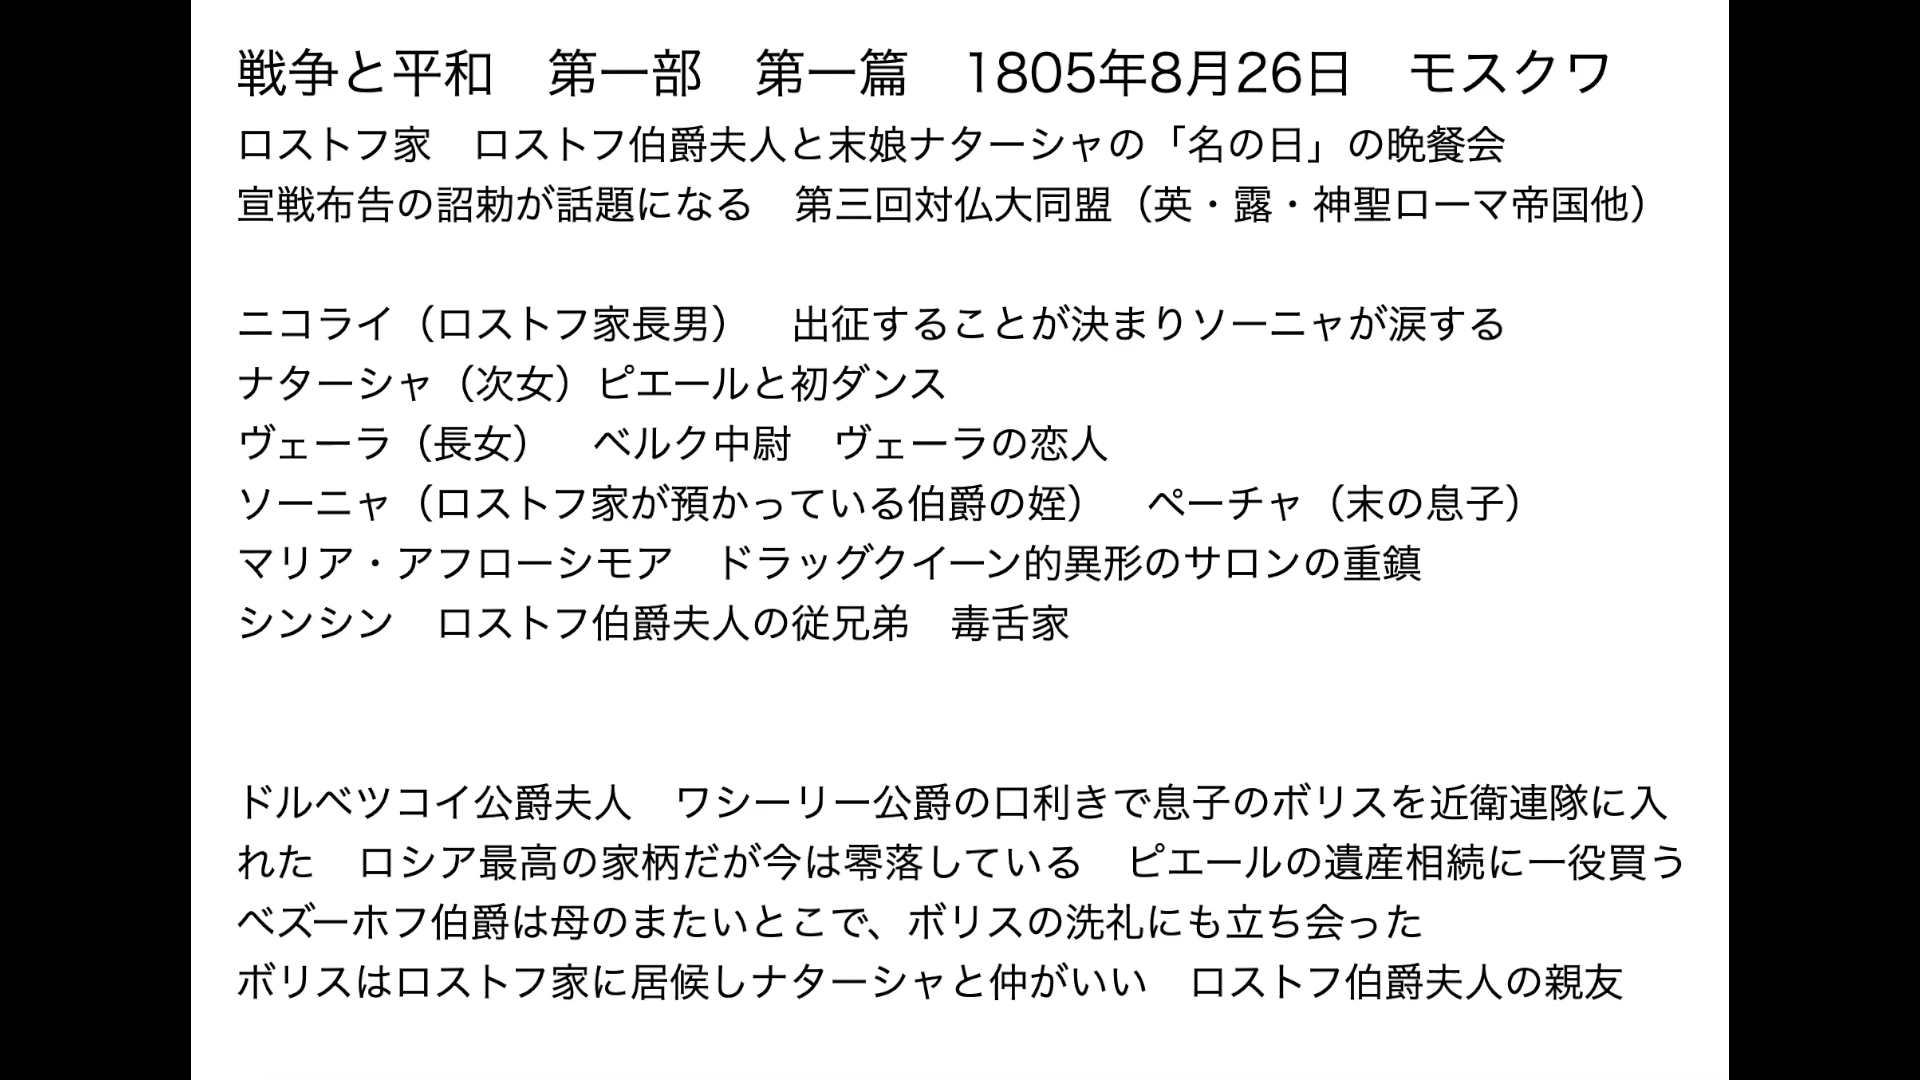 戦争と平和　第一部　第一篇　1805年8月26日　モスクワ
ロストフ家　ロストフ伯爵夫人と末娘ナターシャの「名の日」の晩餐会
宣戦布告の詔勅が話題になる　第三回対仏大同盟（英・露・神聖ローマ帝国他）
ニコライ（ロストフ家長男）　出征することが決まりソーニャが涙する
ナターシャ（次女）ピエールと初ダンス
ヴェーラ（長女）　ベルク中尉　ヴェーラの恋人
ソーニャ（ロストフ家が預かっている伯爵の姪）　ペーチャ（末の息子）
マリア・アフローシモア　ドラッグクイーン的異形のサロンの重鎮
シンシン　ロストフ伯爵夫人の従兄弟　毒舌家
ドルベツコイ公爵夫人　ワシーリー公爵の口利きで息子のボリスを近衛連隊に入
れた　ロシア最高の家柄だが今は零落している　ピエールの遺産相続に一役買う
ベズーホフ伯爵は母のまたいとこで、ボリスの洗礼にも立ち会った
ボリスはロストフ家に居候しナターシャと仲がいい　ロストフ伯爵夫人の親友